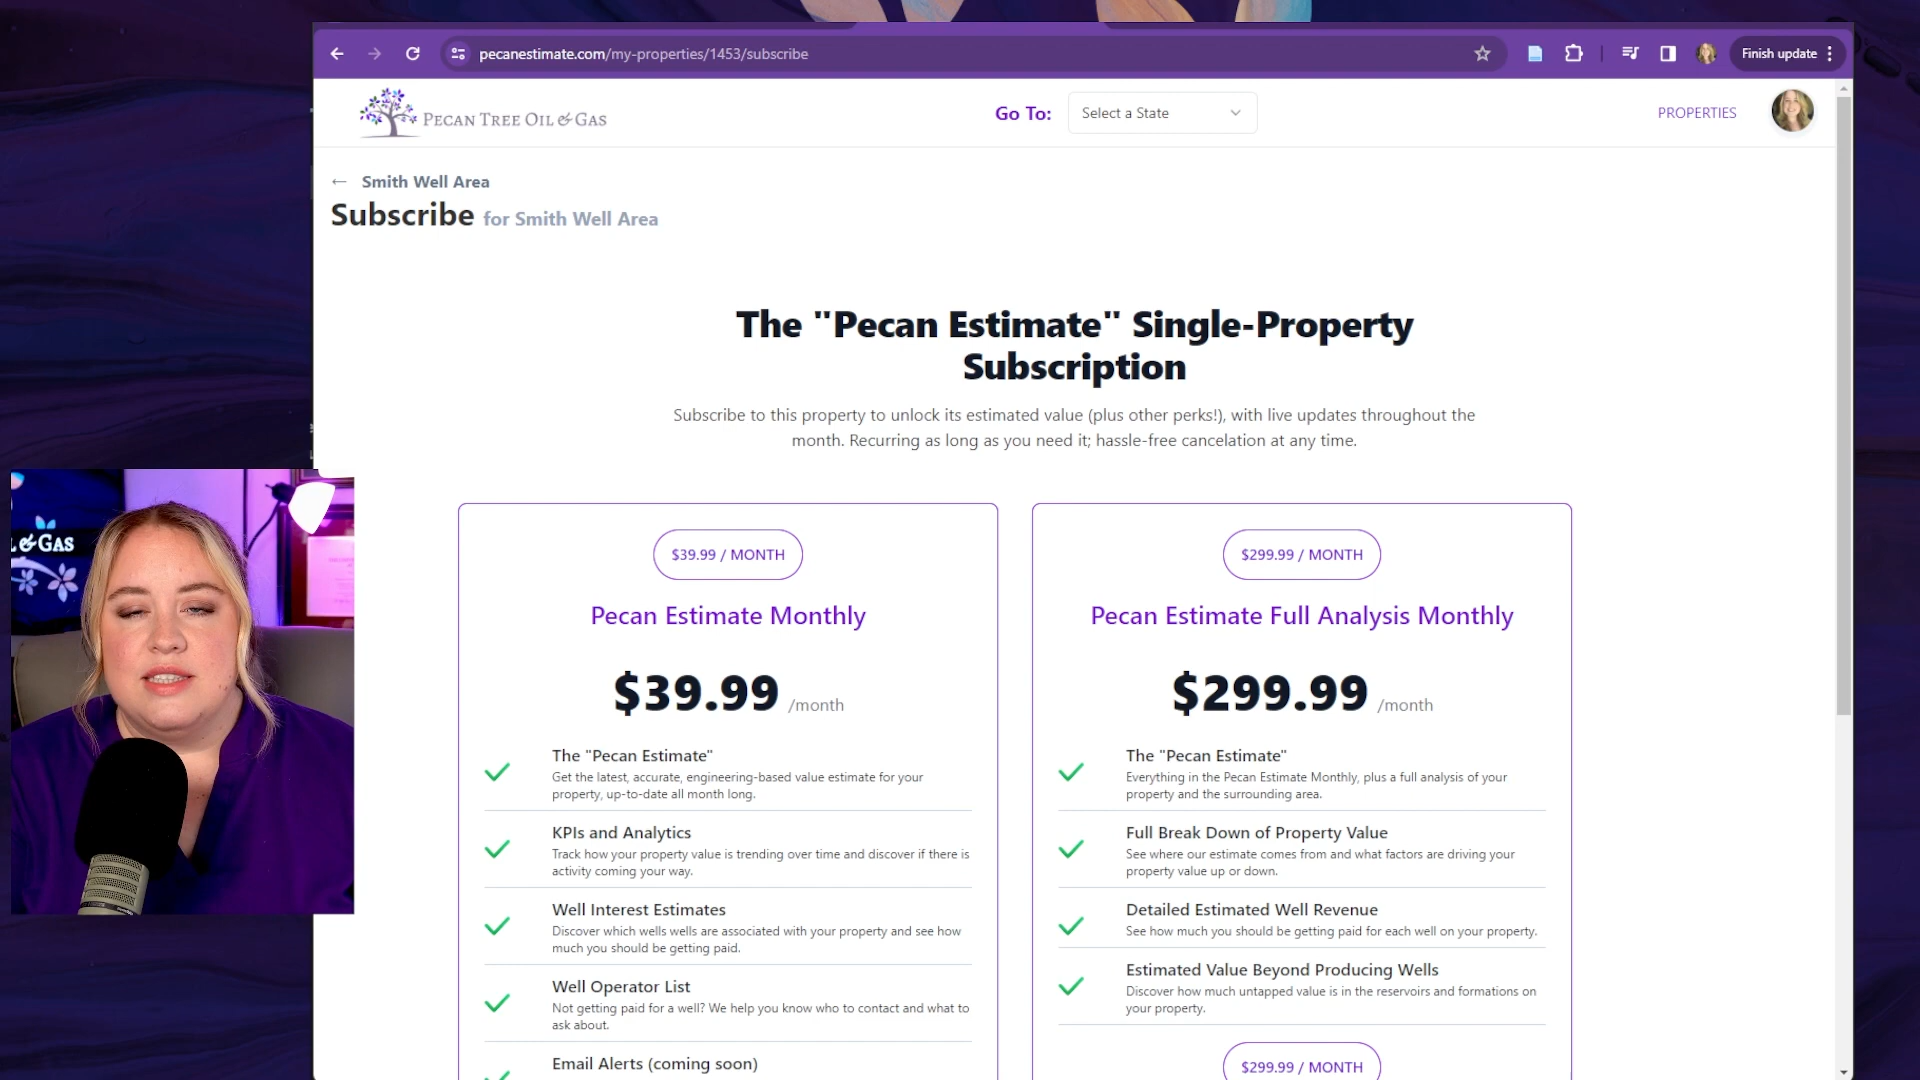 pecanestimate.com/my-properties/1453/subscribe
Finish update
PECAN TREE OIL & GAS
Go To:
Select a State
PROPERTIES
← Smith Well Area
Subscribe for Smith Well Area
The "Pecan Estimate" Single-Property
Subscription
Subscribe to this property to unlock its estimated value (plus other perks!), with live updates throughout the
month. Recurring as long as you need it; hassle-free cancelation at any time.
$39.99 / MONTH
Pecan Estimate Monthly
$39.99 /month
The "Pecan Estimate"
Get the latest, accurate, engineering-based value estimate for your
property, up-to-date all month long.
KPIs and Analytics
Track how your property value is trending over time and discover if there is
activity coming your way.
Well Interest Estimates
Discover which wells wells are associated with your property and see how
much you should be getting paid.
Well Operator List
Not getting paid for a well? We help you know who to contact and what to
ask about.
Email Alerts (coming soon)
$299.99 / MONTH
Pecan Estimate Full Analysis Monthly
$299.99 /month
The "Pecan Estimate"
Everything in the Pecan Estimate Monthly, plus a full analysis of your
property and the surrounding area.
Full Break Down of Property Value
See where our estimate comes from and what factors are driving your
property value up or down.
Detailed Estimated Well Revenue
See how much you should be getting paid for each well on your property.
Estimated Value Beyond Producing Wells
Discover how much untapped value is in the reservoirs and formations on
your property.
$299.99 / MONTH
& GAS